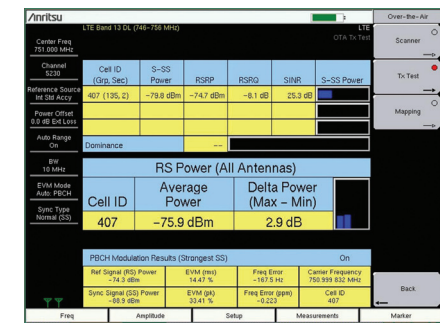 /Inritsu
LTE Band 13 DL (746-756 MHz)
LTE
OTA Tx Test
Over-the-Air
Center Freq
751.000 MHz
Channel
5230
Reference Source
Int Std Accy
Power Offset
0.0 dB Ext Loss
Auto Range
On
BW
10 MHz
EVM Mode
Auto: PBCH
Sync Type
Normal (SS)
Cell ID
(Grp, Sec)
S-SS
Power
RSRP
RSRQ
SINR
S-SS Power
407 (135, 2)
-79.8 dBm
-74.7 dBm
-8.1 dB
25.3 dB
Dominance
--
RS Power (All Antennas)
Cell ID
Average
Power
Delta Power
(Max - Min)
407
-75.9 dBm
2.9 dB
PBCH Modulation Results (Strongest SS)
On
Ref Signal (RS) Power
-74.3 dBm
EVM (rms)
14.47 %
Freq Error
-167.5 Hz
Carrier Frequency
750.999 832 MHz
Sync Signal (SS) Power
-88.9 dBm
EVM (pk)
33.41 %
Freq Error (ppm)
-0.223
Cell ID
407
Scanner
Tx Test
Mapping
Back
Freq
Amplitude
Setup
Measurements
Marker